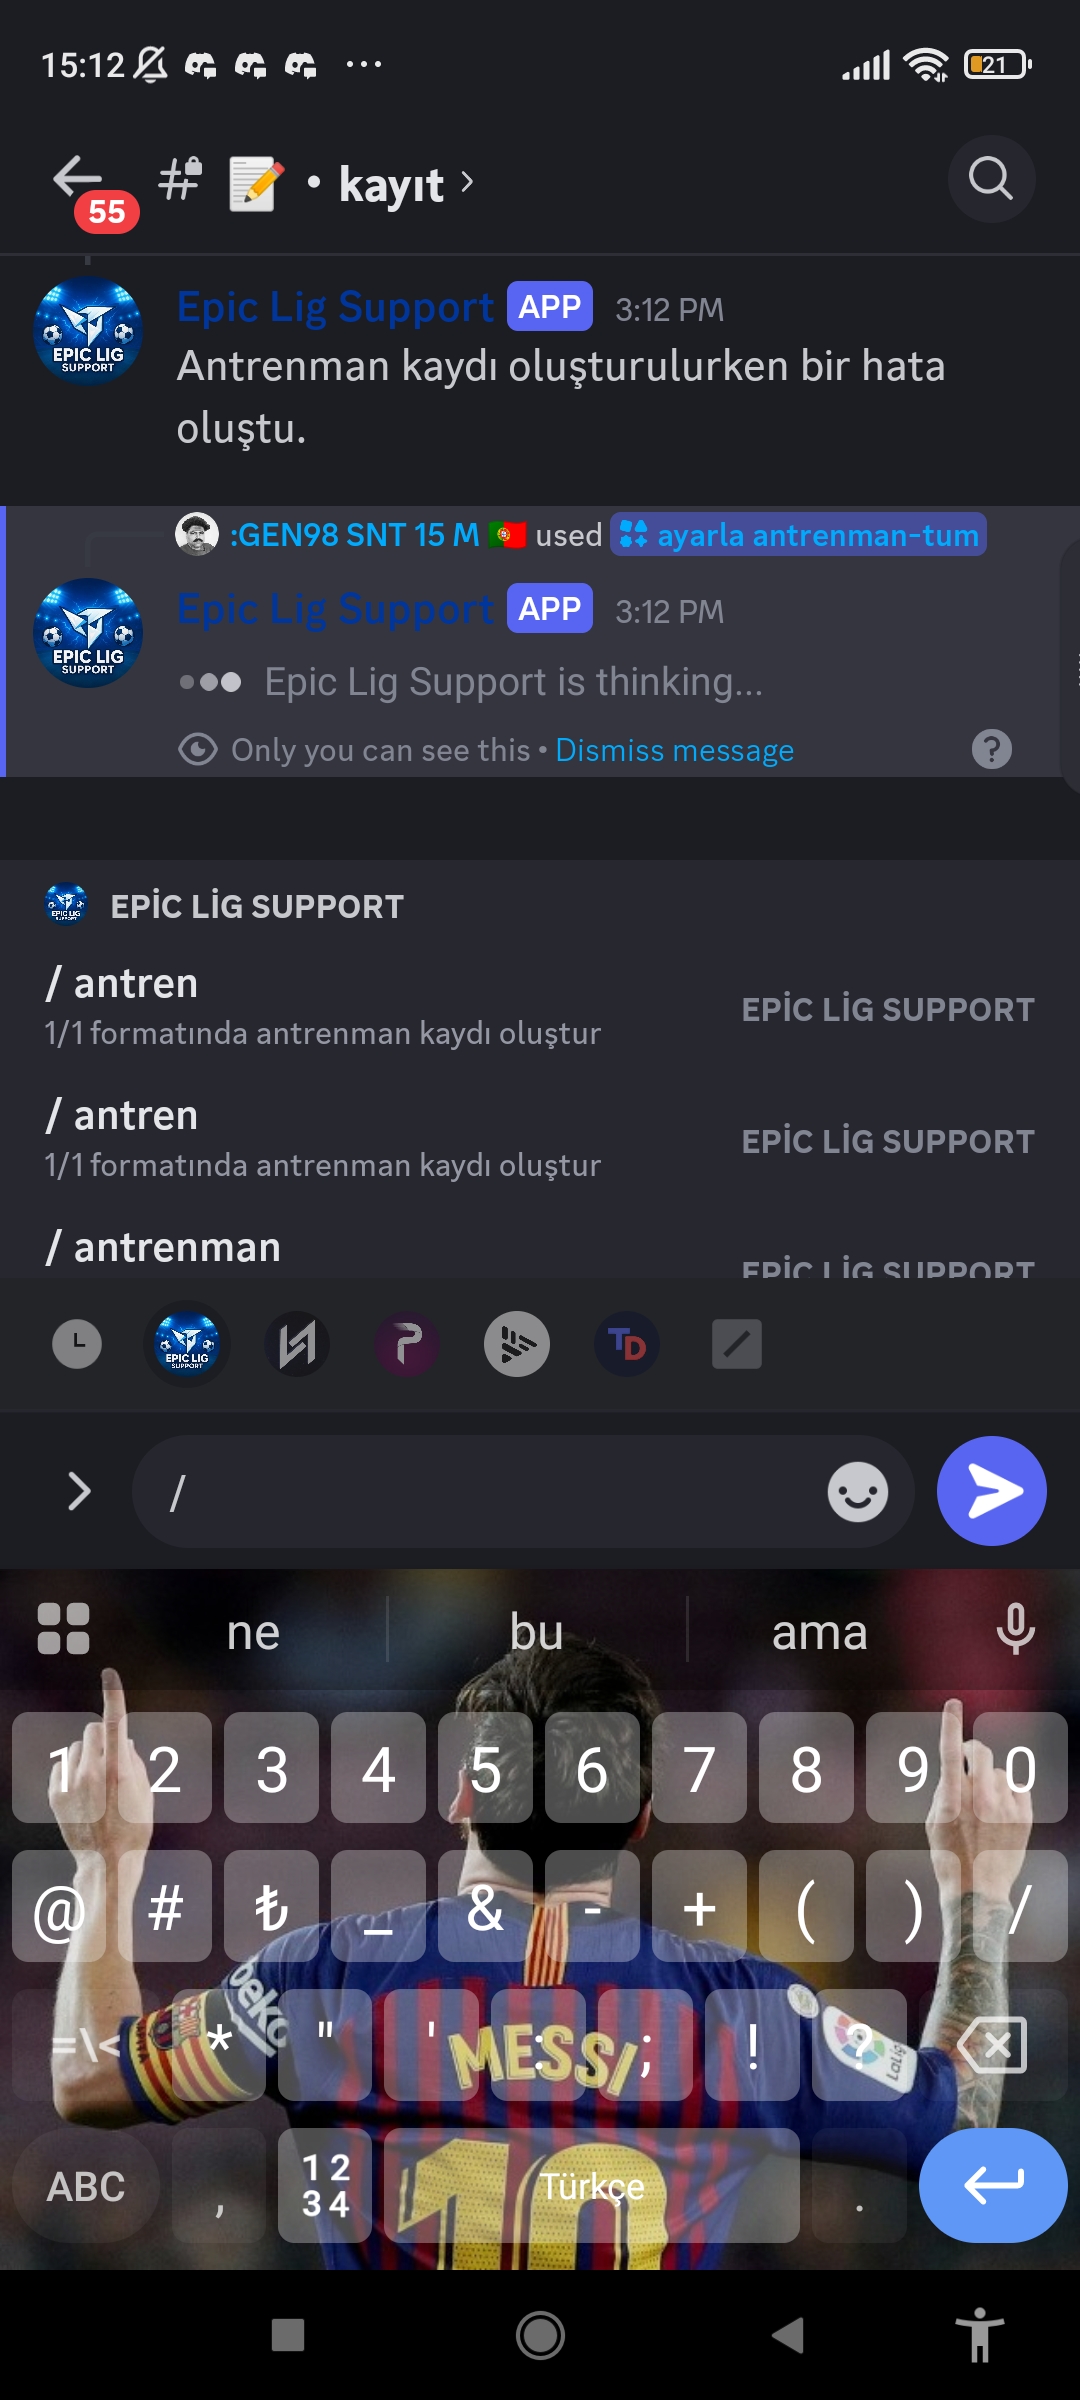 15:12 21
55 # • kayıt
Epic Lig Support APP 3:12 PM
Antrenman kaydı oluşturulurken bir hata
oluştu.
:GEN98 SNT 15 M used ayarla antrenman-tum
Epic Lig Support APP 3:12 PM
Epic Lig Support is thinking...
Only you can see this • Dismiss message
EPIC LIG
SUPPORT
EPIC LIG
SUPPORT
EPİC LİG SUPPORT
/ antren
1/1 formatında antrenman kaydı oluştur
EPİC LİG SUPPORT
/ antren
1/1 formatında antrenman kaydı oluştur
EPİC LİG SUPPORT
/ antrenman
EPİC LİG SUPPORT
EPIC LIG
SUPPORT
TD
/
ne bu ama
1 2 3 4 5 6 7 8 9 0
@ # ₺ _ & - + ( ) /
=\< * " ' : ; ! ?
beko
MESSI
LaLiga
ABC , 12 34 Türkçe .
10